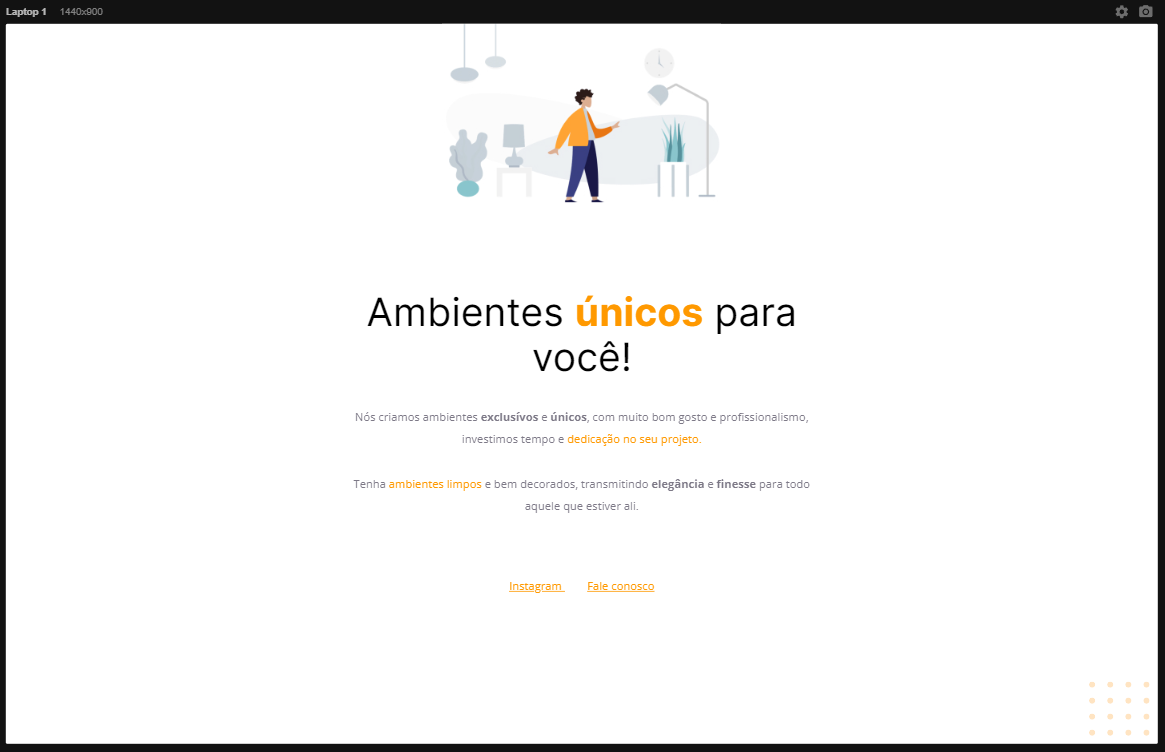 Laptop 1 1440x900
Ambientes únicos para
você!
Nós criamos ambientes exclusívos e únicos, com muito bom gosto e profissionalismo,
investimos tempo e dedicação no seu projeto.
Tenha ambientes limpos e bem decorados, transmitindo elegância e finesse para todo
aquele que estiver ali.
Instagram Fale conosco